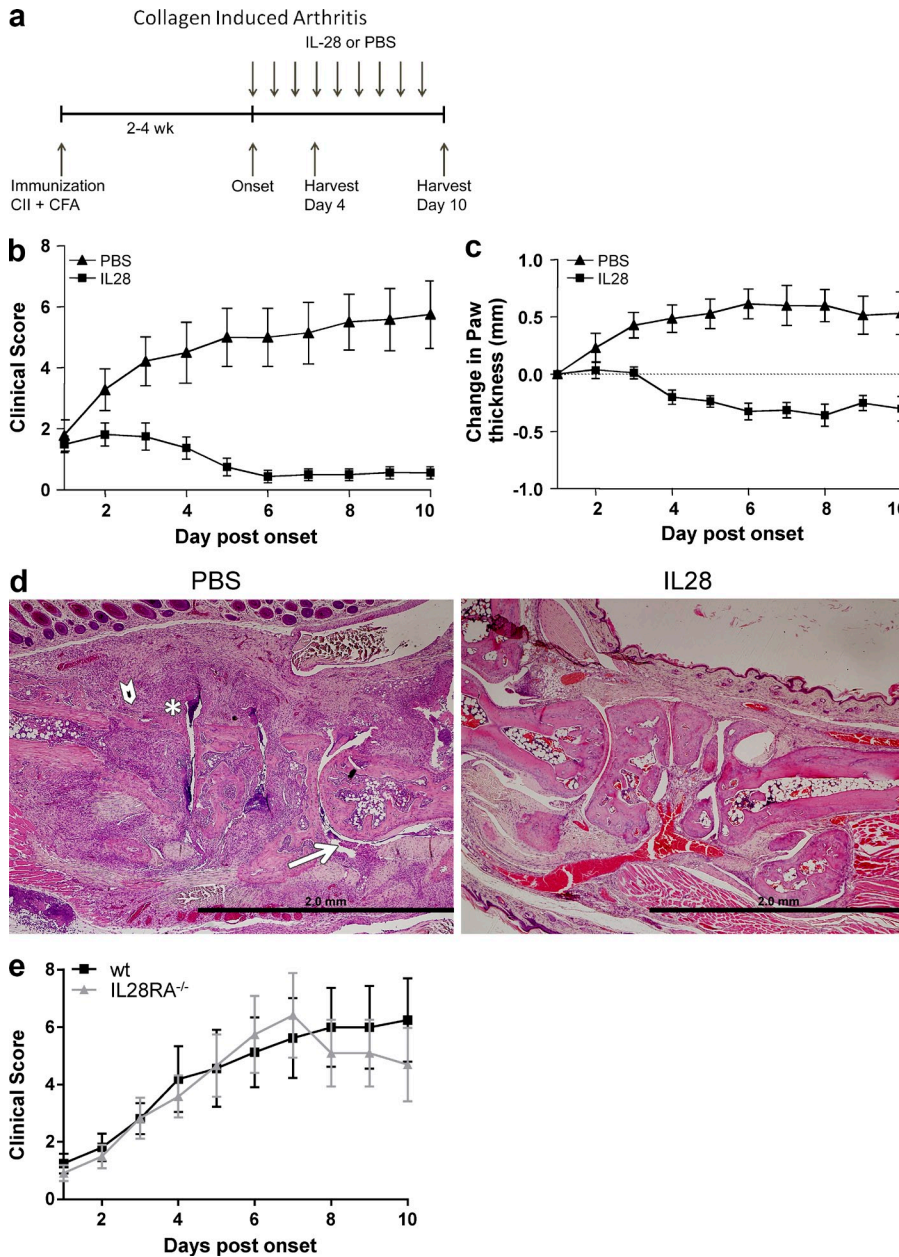 a
Collagen Induced Arthritis
IL-28 or PBS
2-4 wk
Immunization
CII + CFA
Onset
Harvest
Day 4
Harvest
Day 10
b
PBS
IL28
8
6
4
2
0
Clinical Score
2 4 6 8 10
Day post onset
c
PBS
IL28
1.0
0.5
0.0
-0.5
-1.0
Change in Paw
thickness (mm)
2 4 6 8 10
Day post onset
d
PBS
IL28
*
2.0 mm
2.0 mm
e
wt
IL28RA-/-
8
6
4
2
0
Clinical Score
2 4 6 8 10
Days post onset